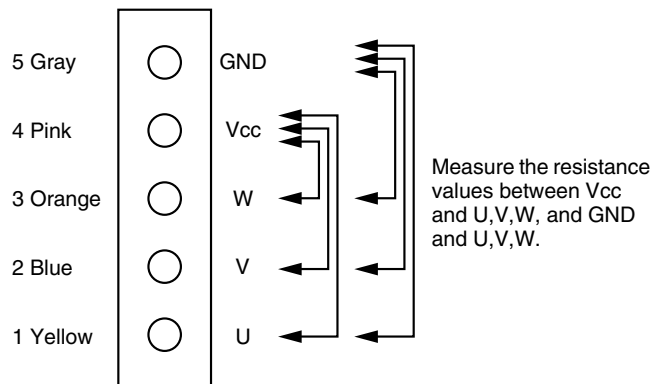 5 Gray GND
4 Pink Vcc
3 Orange W
2 Blue V
1 Yellow U
Measure the resistance
values between Vcc
and U,V,W, and GND
and U,V,W.